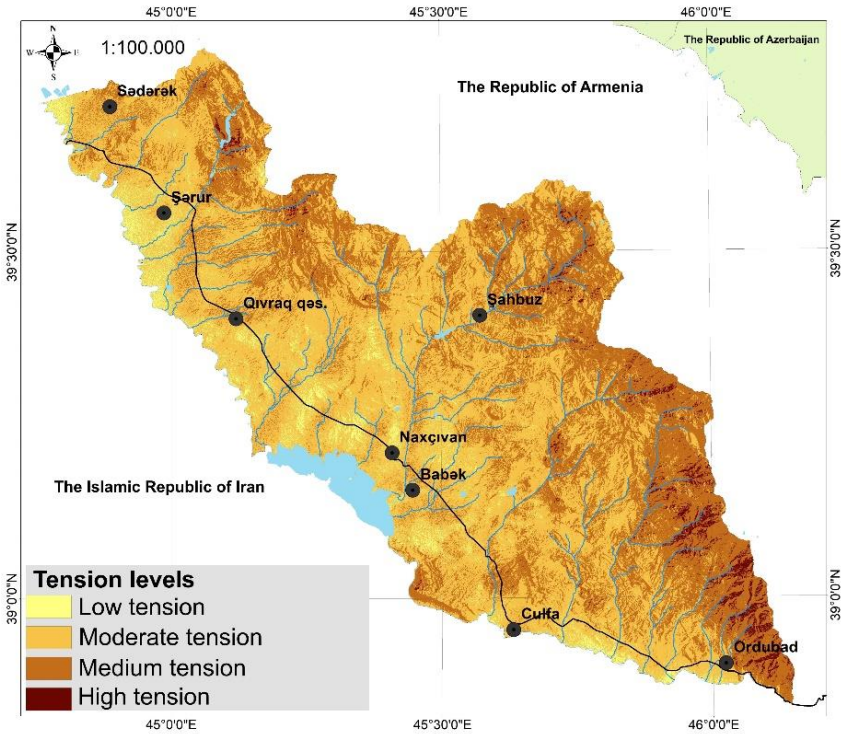 45°0'0"E 45°30'0"E 46°0'0"E
N
W E
S
1:100.000
The Republic of Azerbaijan
The Republic of Armenia
Sədərək
Şərur
39°30'0"N 39°30'0"N
Qıvraq qəs.
Şahbuz
Naxçıvan
Babək
The Islamic Republic of Iran
39°0'0"N 39°0'0"N
Culfa
Ordubad
Tension levels
Low tension
Moderate tension
Medium tension
High tension
45°0'0"E 45°30'0"E 46°0'0"E